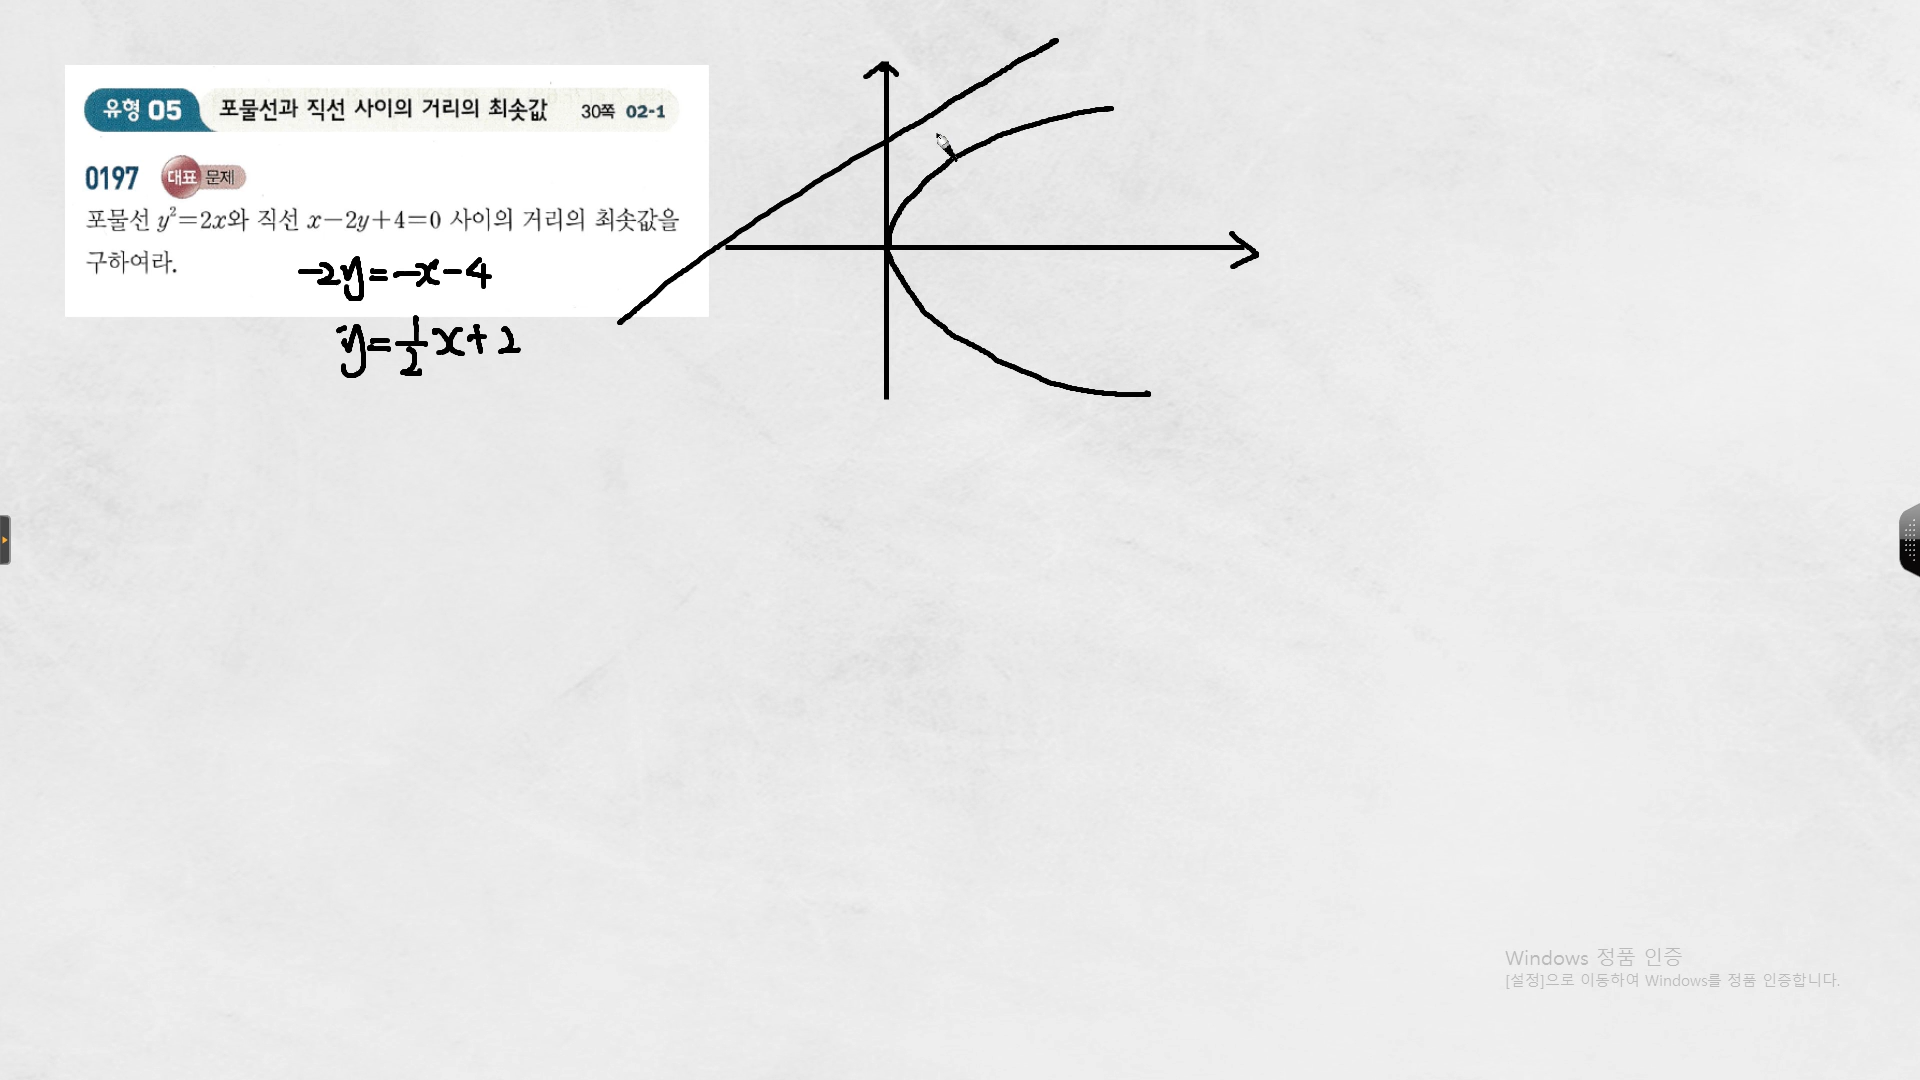 유형 05 포물선과 직선 사이의 거리의 최솟값 30쪽 02-1
0197 대표 문제
포물선 y²=2x와 직선 x-2y+4=0 사이의 거리의 최솟값을
구하여라.
-2y=-x-4
y=1/2x+2
Windows 정품 인증
[설정]으로 이동하여 Windows를 정품 인증합니다.